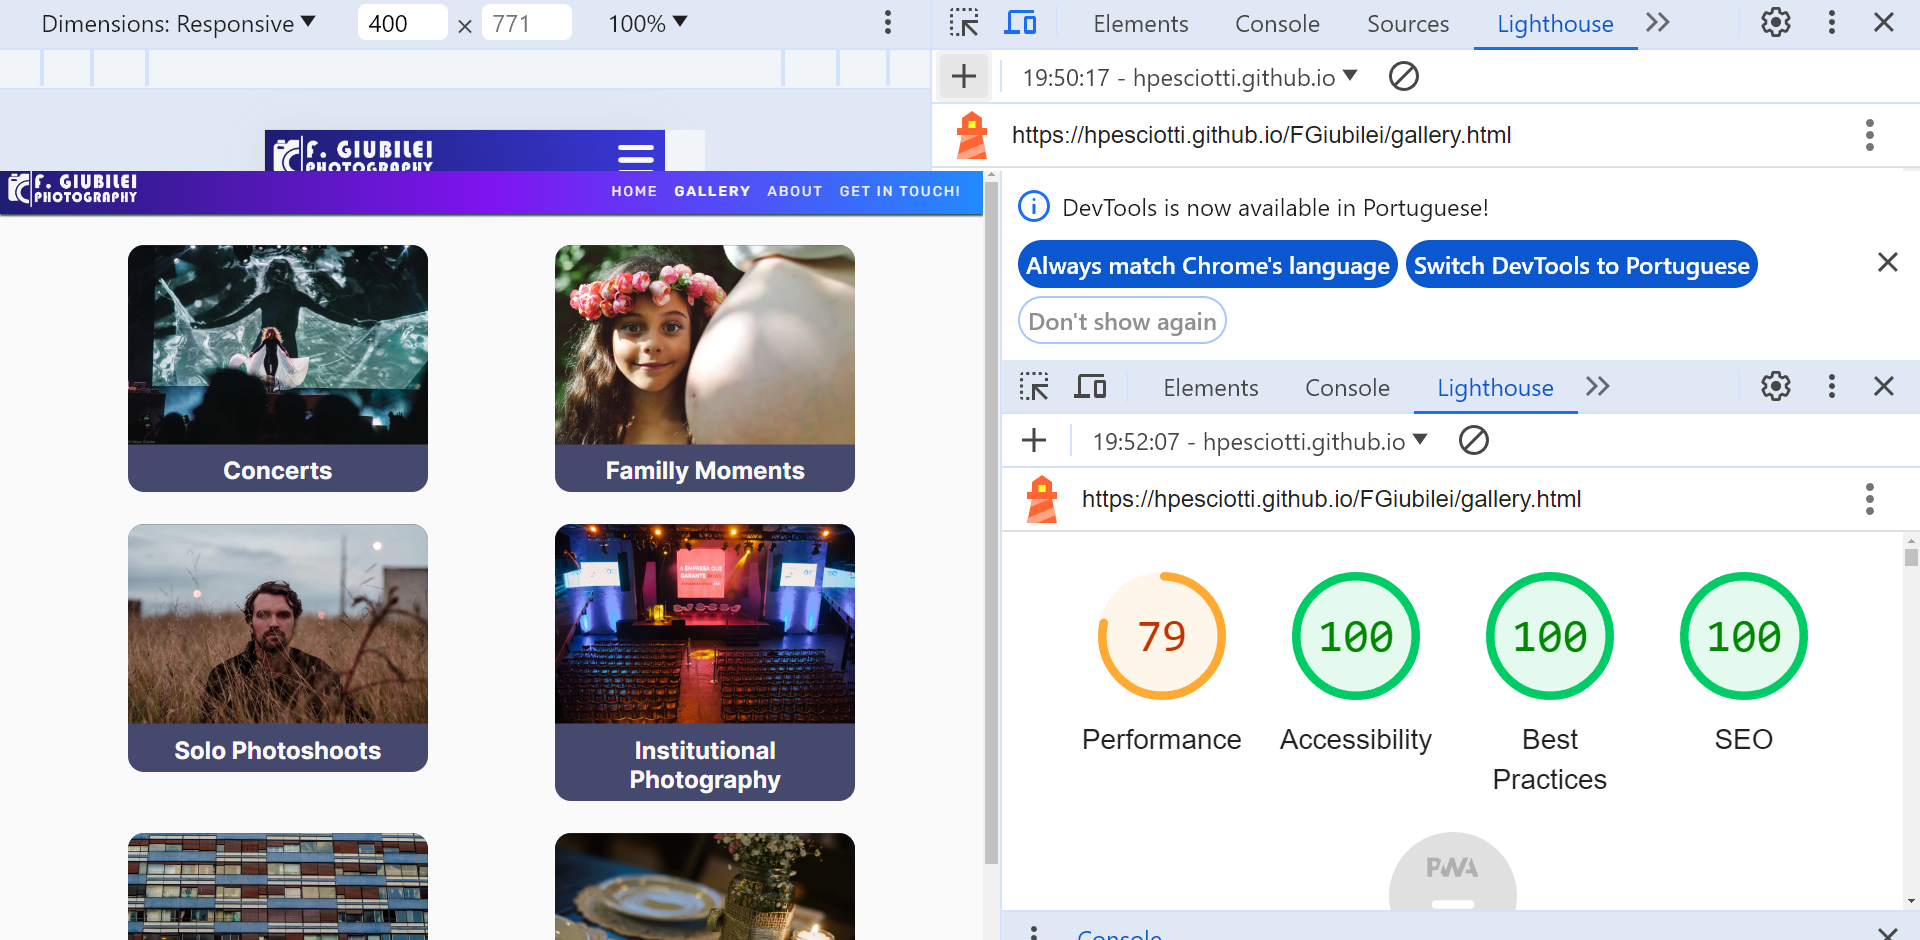 Dimensions: Responsive 400 × 771 100%
Elements Console Sources Lighthouse
19:50:17 - hpesciotti.github.io
https://hpesciotti.github.io/FGiubilei/gallery.html
F. GIUBILEI
PHOTOGRAPHY
F. GIUBILEI
PHOTOGRAPHY
HOME GALLERY ABOUT GET IN TOUCH!
DevTools is now available in Portuguese!
Always match Chrome's language
Switch DevTools to Portuguese
Don't show again
Elements Console Lighthouse
19:52:07 - hpesciotti.github.io
https://hpesciotti.github.io/FGiubilei/gallery.html
Concerts
Familly Moments
A EMPRESA QUE
GARANTE
Solo Photoshoots
Institutional
Photography
79
Performance
100
Accessibility
100
Best
Practices
100
SEO
PWA
Console